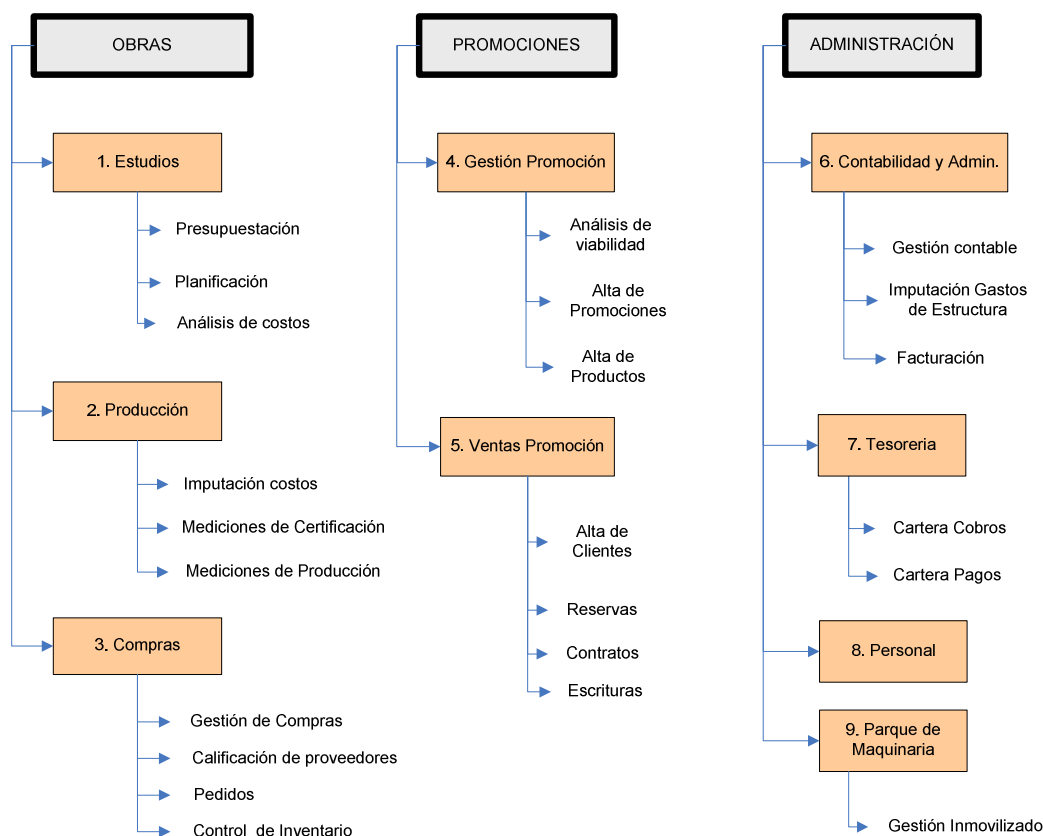 OBRAS
1. Estudios
Presupuestación
Planificación
Análisis de costos
2. Producción
Imputación costos
Mediciones de Certificación
Mediciones de Producción
3. Compras
Gestión de Compras
Calificación de proveedores
Pedidos
Control de Inventario
PROMOCIONES
4. Gestión Promoción
Análisis de
viabilidad
Alta de
Promociones
Alta de
Productos
5. Ventas Promoción
Alta de
Clientes
Reservas
Contratos
Escrituras
ADMINISTRACIÓN
6. Contabilidad y Admin.
Gestión contable
Imputación Gastos
de Estructura
Facturación
7. Tesoreria
Cartera Cobros
Cartera Pagos
8. Personal
9. Parque de
Maquinaria
Gestión Inmovilizado